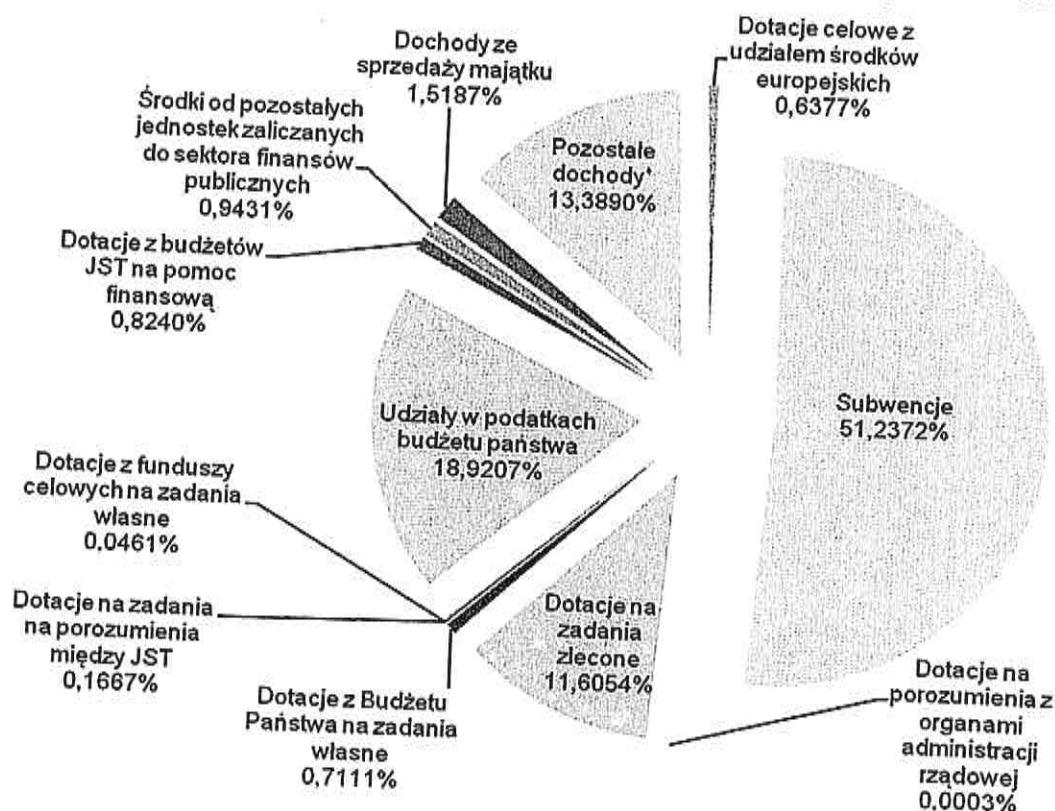 Dotacje celowe z
udziałem środków
europejskich
0,6377%
Dochody ze
sprzedaży majątku
1,5187%
Środki od pozostałych
jednostek zaliczanych
do sektora finansów
publicznych
0,9431%
Pozostałe
dochody*
13,3890%
Dotacje z budżetów
JST na pomoc
finansową
0,8240%
Subwencje
51,2372%
Udziały w podatkach
budżetu państwa
18,9207%
Dotacje z funduszy
celowych na zadania
własne
0,0461%
Dotacje na zadania
na porozumienia
między JST
0,1667%
Dotacje z Budżetu
Państwa na zadania
własne
0,7111%
Dotacje na
zadania
zlecone
11,6054%
Dotacje na
porozumienia z
organami
administracji
rządowej
0,0003%